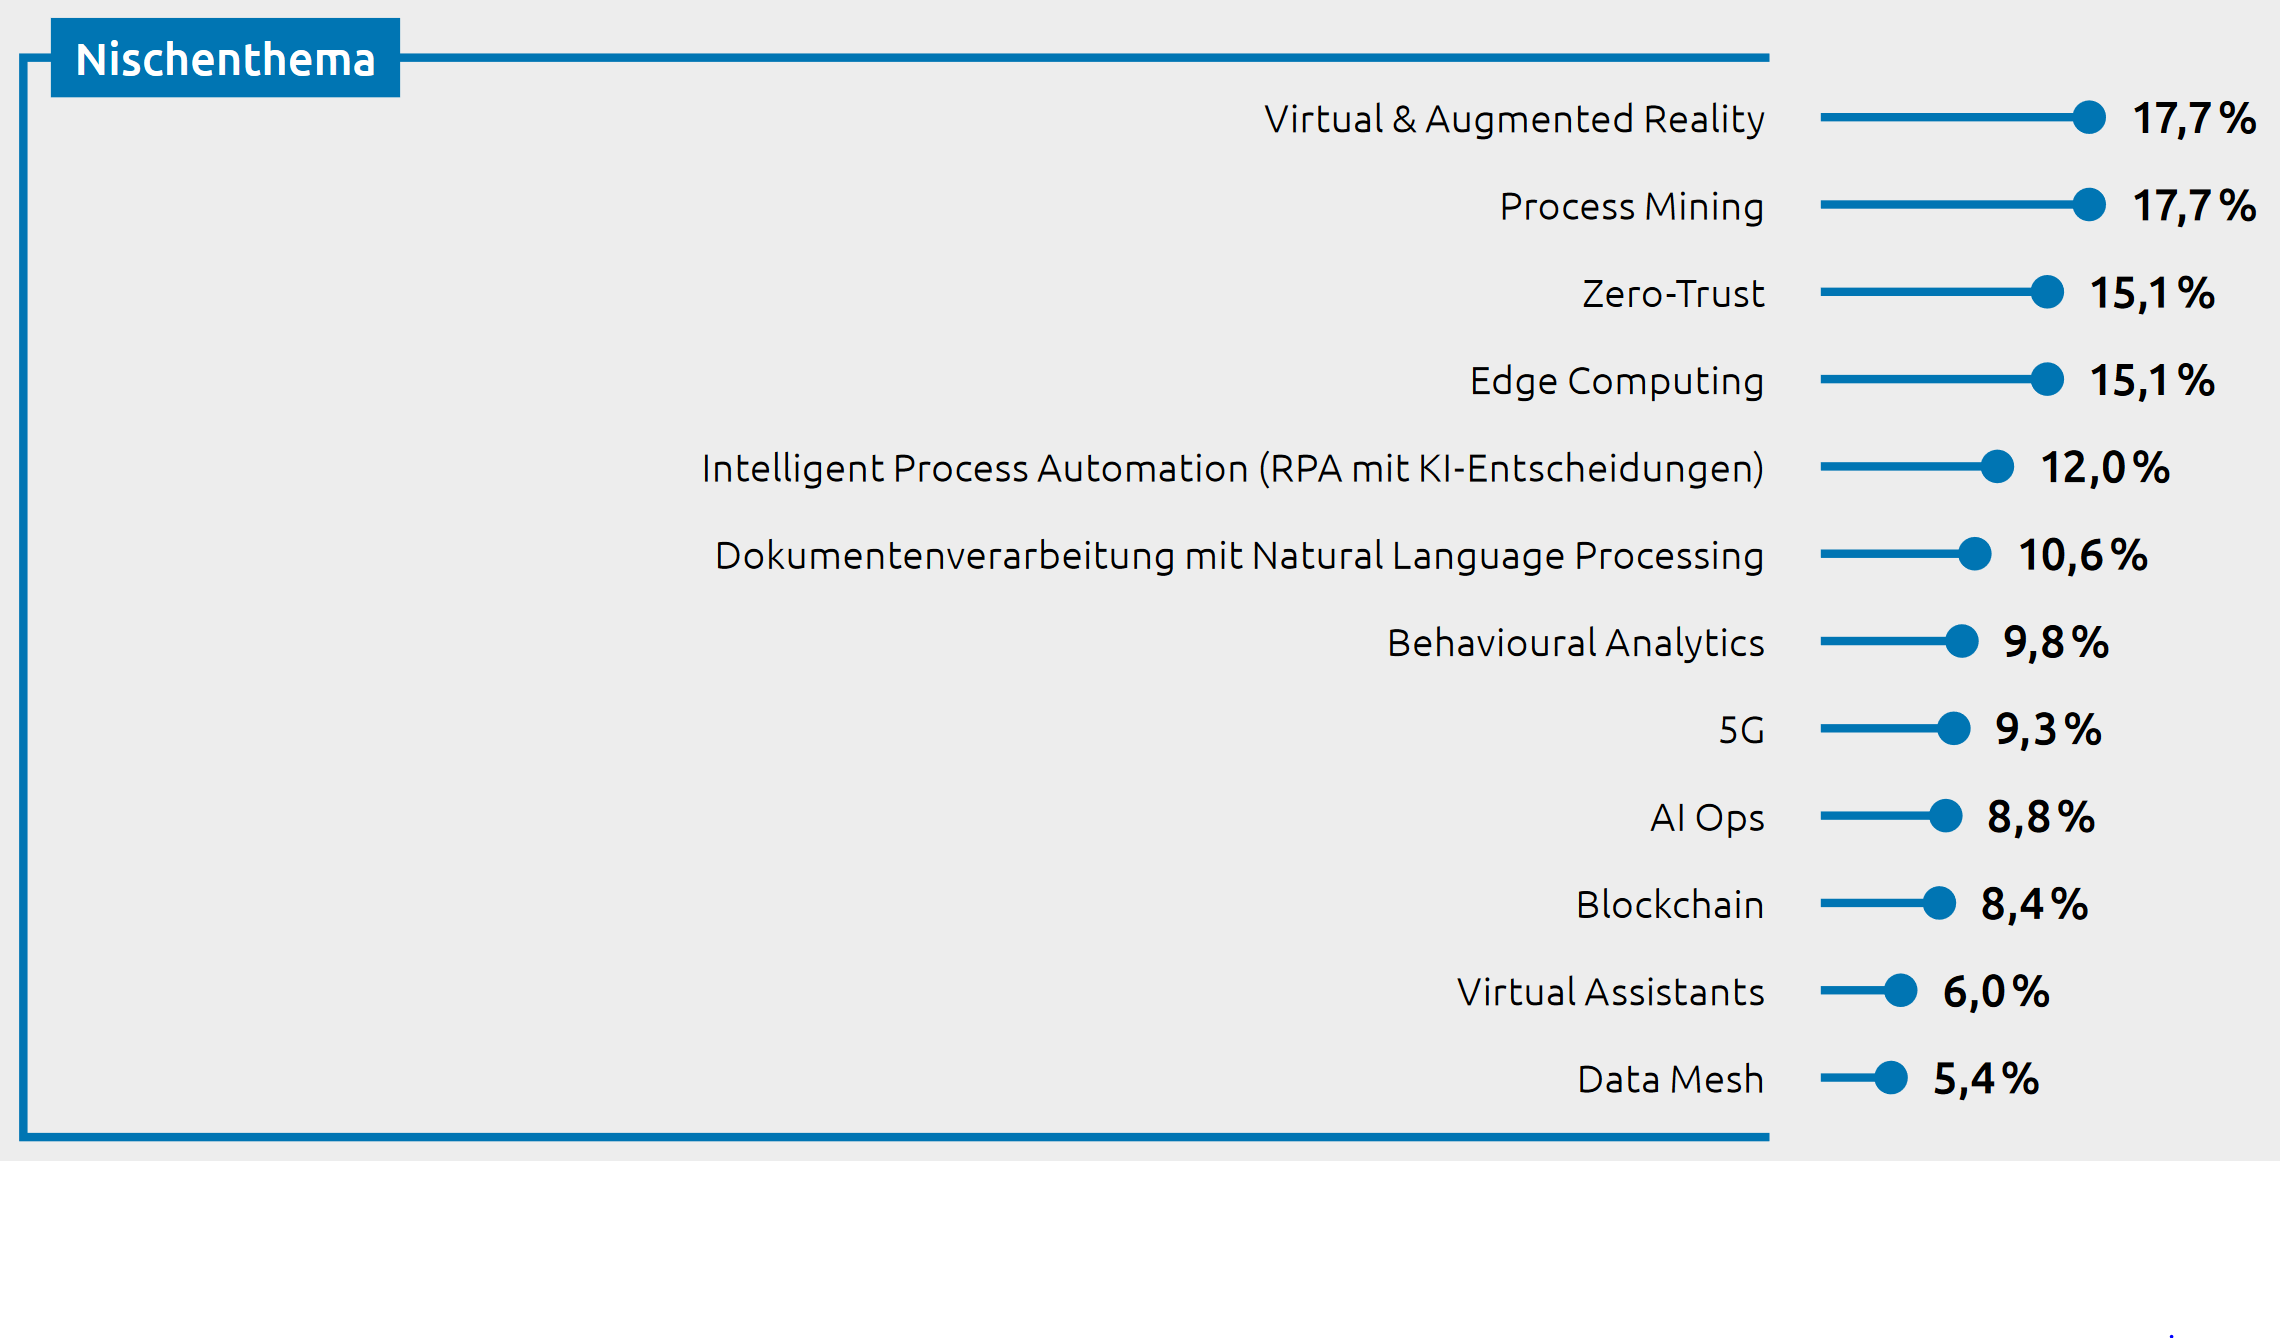 Nischenthema
Virtual & Augmented Reality 17,7 %
Process Mining 17,7 %
Zero-Trust 15,1 %
Edge Computing 15,1 %
Intelligent Process Automation (RPA mit KI-Entscheidungen) 12,0 %
Dokumentenverarbeitung mit Natural Language Processing 10,6 %
Behavioural Analytics 9,8 %
5G 9,3 %
AI Ops 8,8 %
Blockchain 8,4 %
Virtual Assistants 6,0 %
Data Mesh 5,4 %